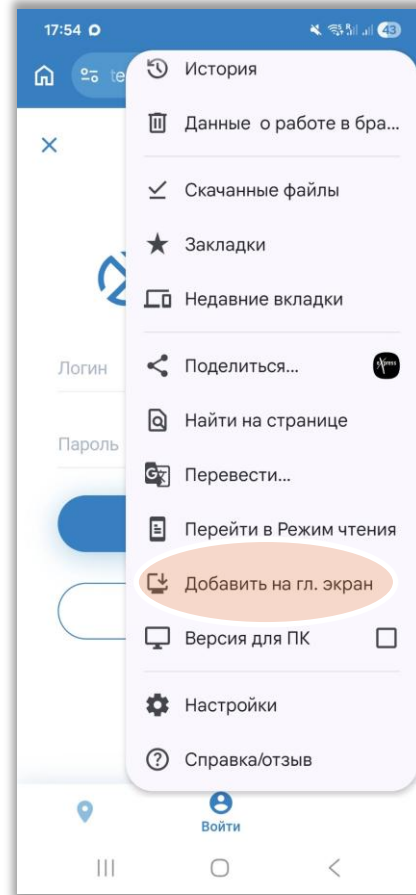 17:54
43
te
История
Данные о работе в бра...
Скачанные файлы
Закладки
Недавние вкладки
Логин
Поделиться...
Найти на странице
Пароль
Перевести...
Перейти в Режим чтения
Добавить на гл. экран
Версия для ПК
Настройки
Справка/отзыв
Войти